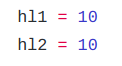 hl1 = 10
hl2 = 10